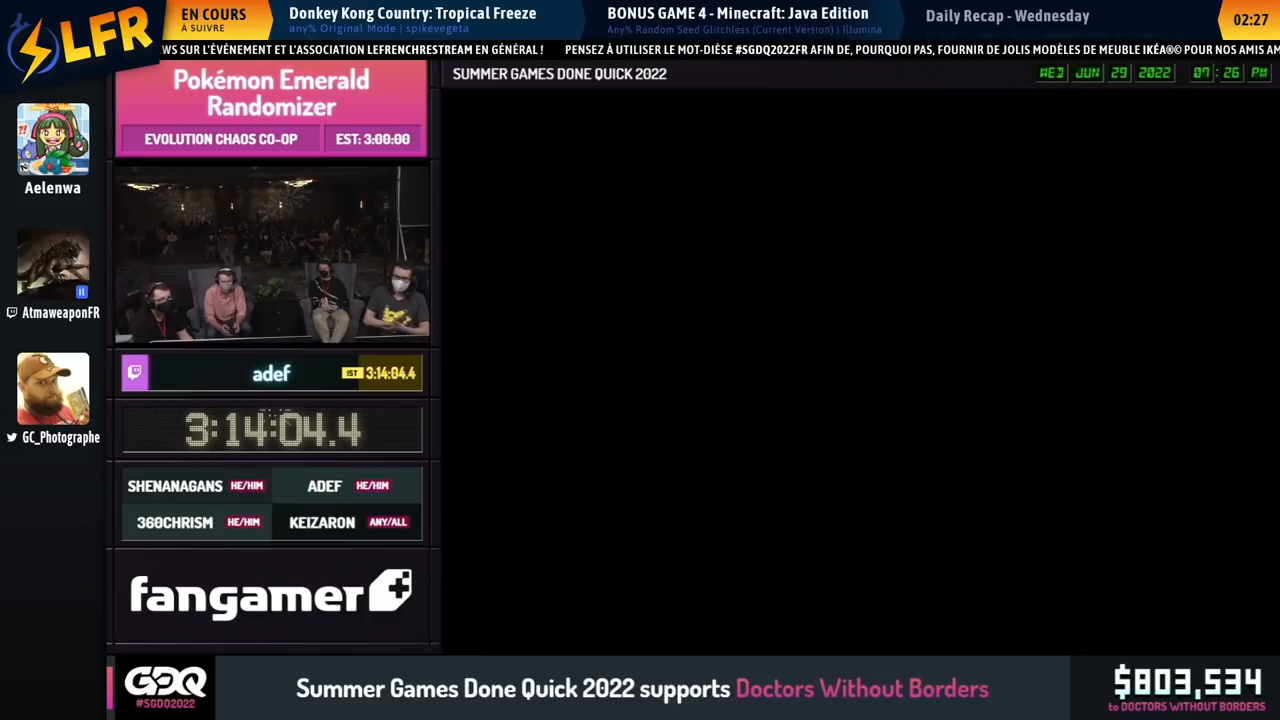 LFR
EN COURS
À SUIVRE
Donkey Kong Country: Tropical Freeze
any% Original Mode | spikevegeta
BONUS GAME 4 - Minecraft: Java Edition
Any% Random Seed Glitchless (Current Version) | Illumina
Daily Recap - Wednesday
02:27
WS SUR L'ÉVÉNEMENT ET L'ASSOCIATION LEFRENCHRESTREAM EN GÉNÉRAL ! PENSEZ À UTILISER LE MOT-DIÈSE #SGDQ2022FR AFIN DE, POURQUOI PAS, FOURNIR DE JOLIS MODÈLES DE MEUBLE IKÉA®© POUR NOS AMIS AM
Pokémon Emerald
Randomizer
EVOLUTION CHAOS CO-OP
EST: 3:00:00
SUMMER GAMES DONE QUICK 2022
WED JUN 29 2022 07:26 PM
Aelenwa
AtmaweaponFR
GC_Photographe
adef
1ST 3:14:04.4
3:14:04.4
SHENANAGANS HE/HIM
ADEF HE/HIM
360CHRISM HE/HIM
KEIZARON ANY/ALL
fangamer
GDQ
#SGDQ2022
Summer Games Done Quick 2022 supports Doctors Without Borders
$803,534
to DOCTORS WITHOUT BORDERS